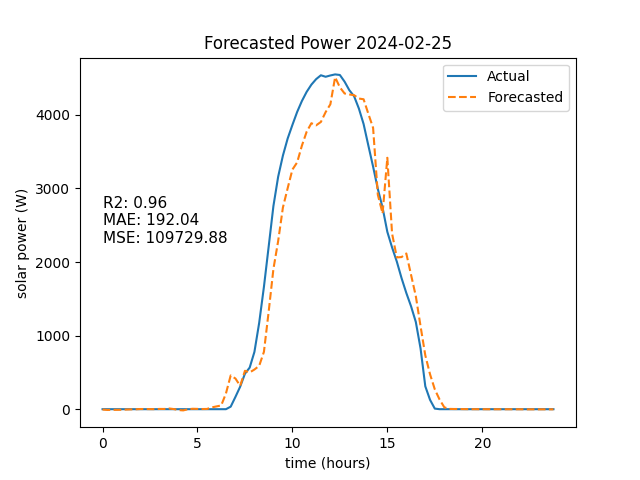 Forecasted Power 2024-02-25
Actual
Forecasted
R2: 0.96
MAE: 192.04
MSE: 109729.88
solar power (W)
4000
3000
2000
1000
0
0 5 10 15 20
time (hours)